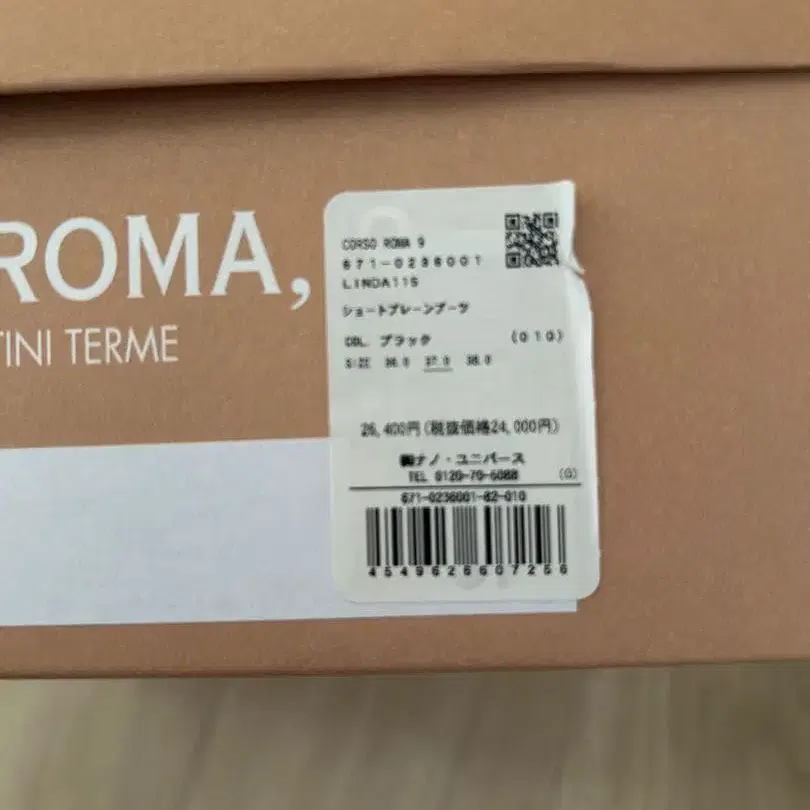 ROMA,
TINI TERME
CORSO ROMA 9
671-0236001
LINDA115
ショートプレーンブーツ
COL. ブラック (010)
SIZE 36.0 37.0 38.0
26,400円(税抜価格24,000円)
㈱ナノ・ユニバース
TEL 0120-70-5088 (G)
671-0236001-82-010
4549626607256